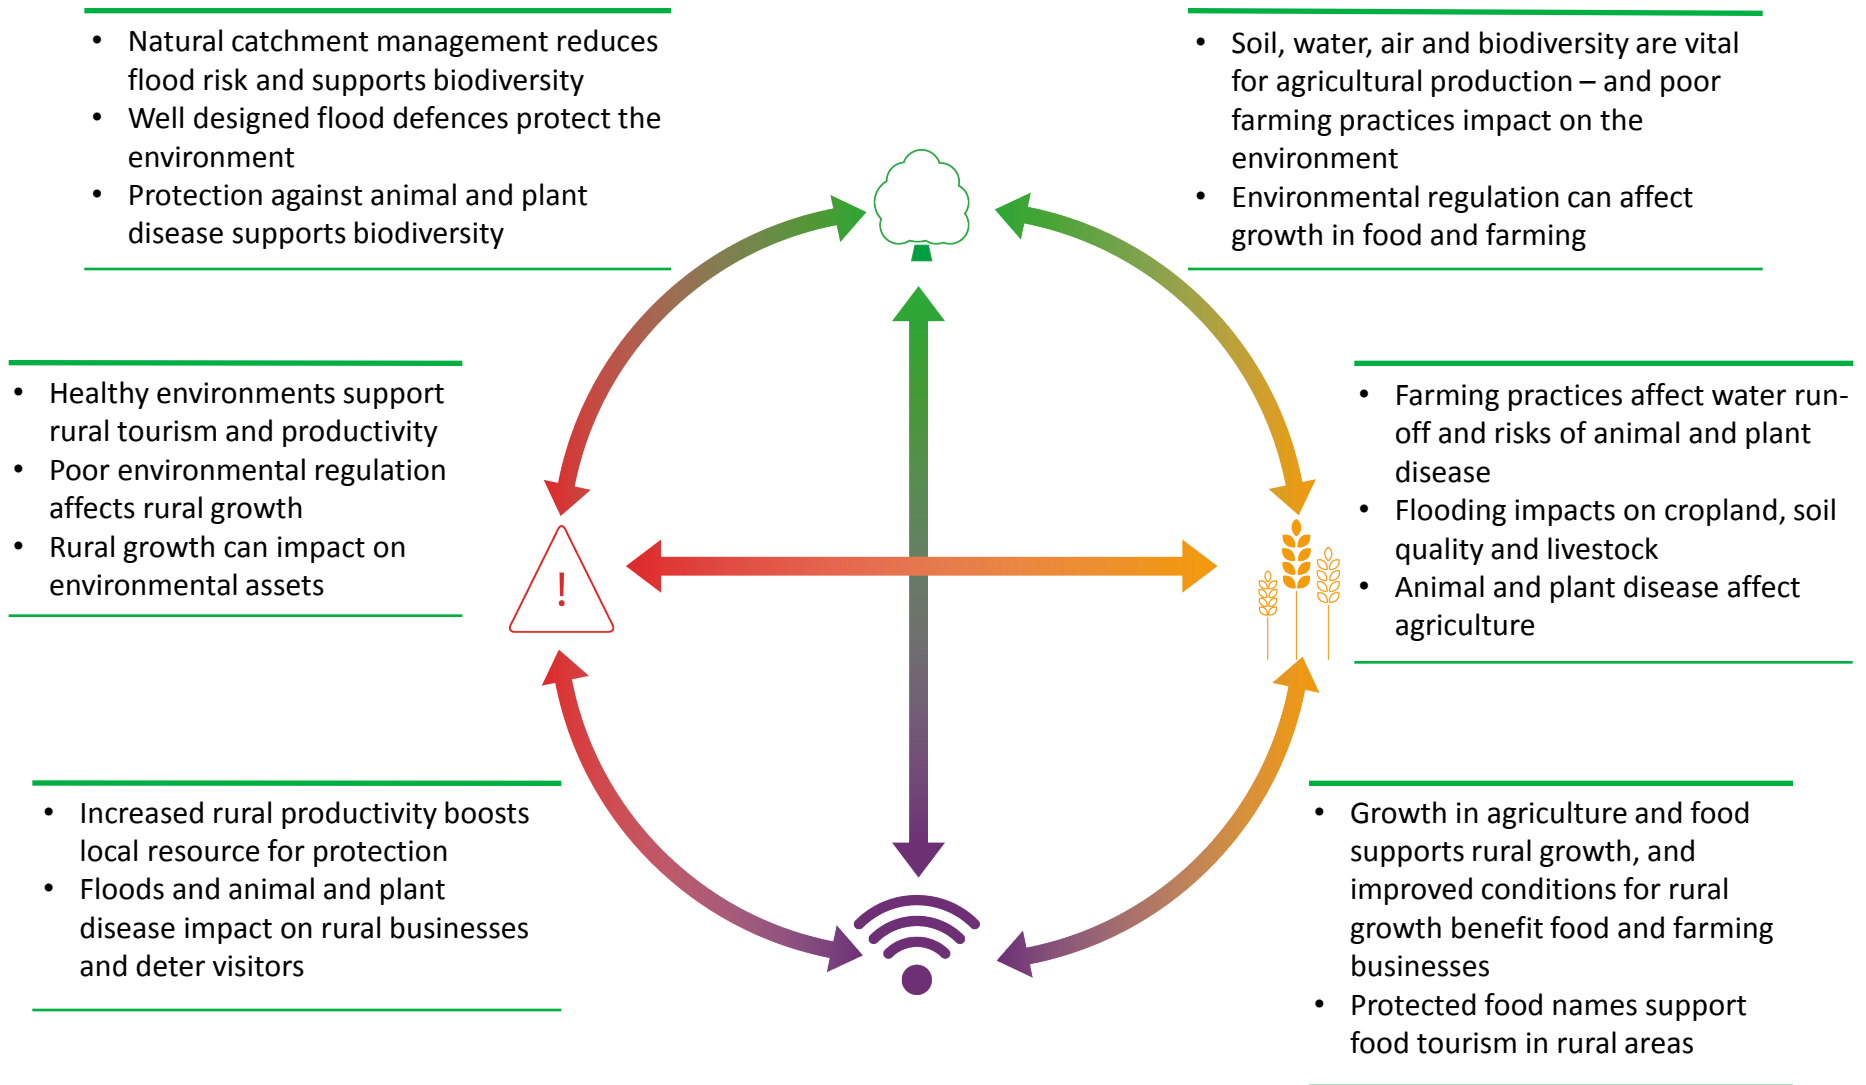 • Natural catchment management reduces
flood risk and supports biodiversity
• Well designed flood defences protect the
environment
• Protection against animal and plant
disease supports biodiversity
• Soil, water, air and biodiversity are vital
for agricultural production – and poor
farming practices impact on the
environment
• Environmental regulation can affect
growth in food and farming
• Healthy environments support
rural tourism and productivity
• Poor environmental regulation
affects rural growth
• Rural growth can impact on
environmental assets
!
• Farming practices affect water run-
off and risks of animal and plant
disease
• Flooding impacts on cropland, soil
quality and livestock
• Animal and plant disease affect
agriculture
• Increased rural productivity boosts
local resource for protection
• Floods and animal and plant
disease impact on rural businesses
and deter visitors
• Growth in agriculture and food
supports rural growth, and
improved conditions for rural
growth benefit food and farming
businesses
• Protected food names support
food tourism in rural areas